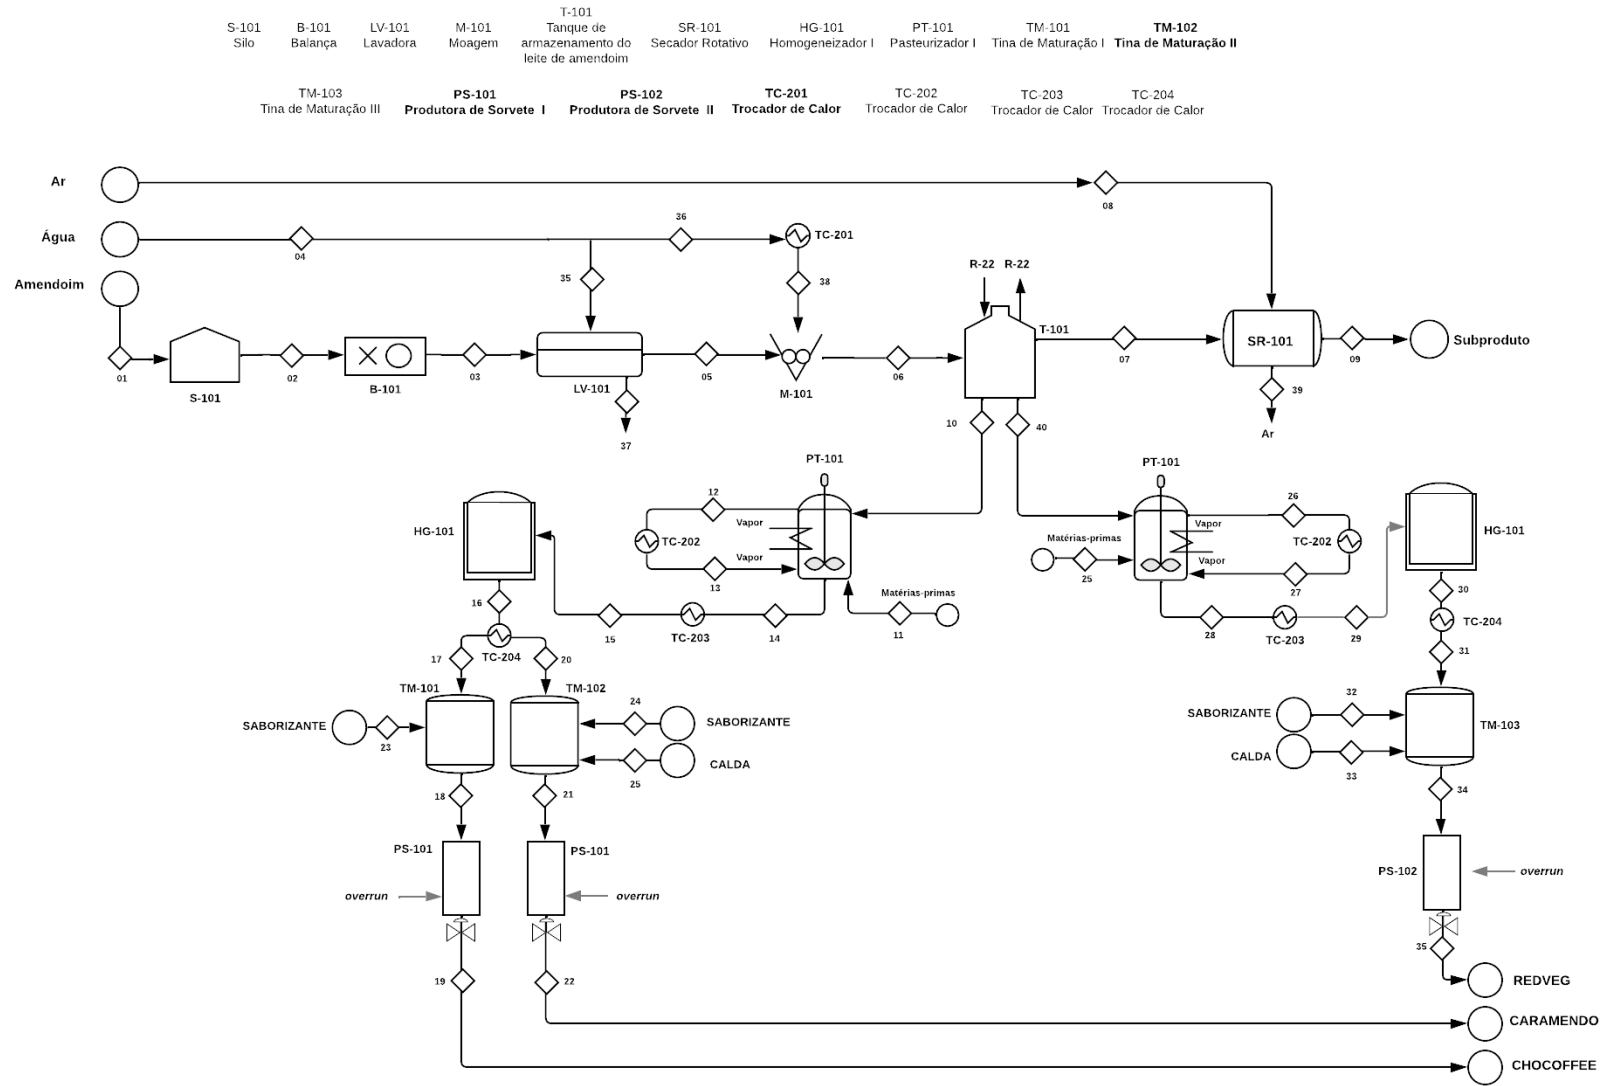 S-101
Silo
B-101
Balança
LV-101
Lavadora
M-101
Moagem
T-101
Tanque de
armazenamento do
leite de amendoim
SR-101
Secador Rotativo
HG-101
Homogeneizador I
PT-101
Pasteurizador I
TM-101
Tina de Maturação I
TM-102
Tina de Maturação II
TM-103
Tina de Maturação III
PS-101
Produtora de Sorvete I
PS-102
Produtora de Sorvete II
TC-201
Trocador de Calor
TC-202
Trocador de Calor
TC-203
Trocador de Calor
TC-204
Trocador de Calor
Ar
08
Água
04
36
TC-201
35
38
Amendoim
R-22
R-22
T-101
01
S-101
02
B-101
03
LV-101
37
05
M-101
06
07
SR-101
09
Subproduto
39
Ar
10
40
PT-101
12
Vapor
TC-202
Vapor
13
Matérias-primas
11
HG-101
15
TC-203
14
16
TC-204
17
20
TM-101
TM-102
SABORIZANTE
23
24
SABORIZANTE
25
CALDA
18
21
PS-101
PS-101
overrun
overrun
19
22
PT-101
26
Matérias-primas
25
Vapor
TC-202
Vapor
27
HG-101
28
TC-203
29
30
TC-204
31
SABORIZANTE
32
TM-103
CALDA
33
34
PS-102
overrun
35
REDVEG
CARAMENDO
CHOCOFFEE